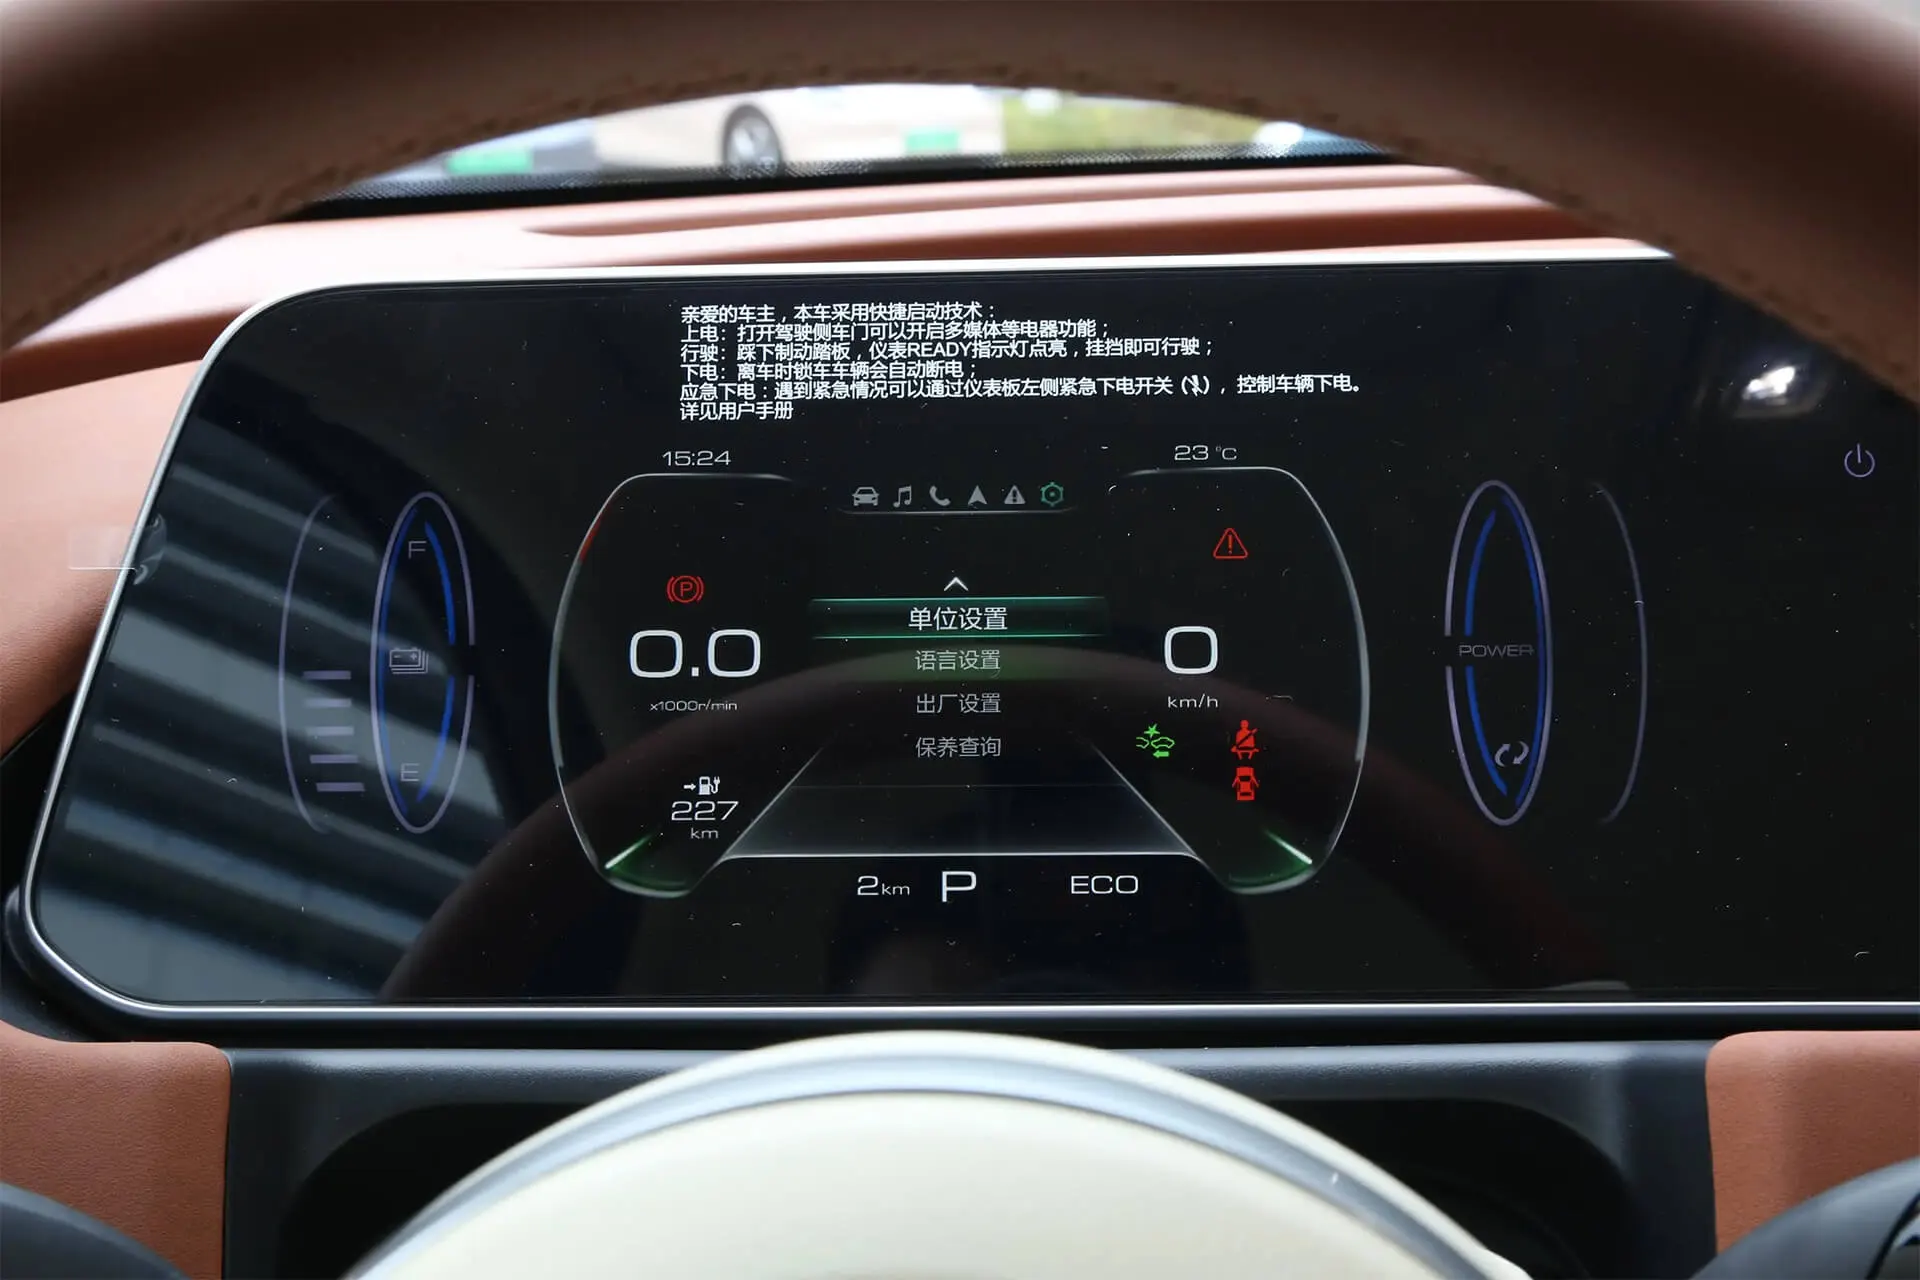 亲爱的车主，本车采用快捷启动技术：
上电：打开驾驶侧车门可以开启多媒体等电器功能；
行驶：踩下制动踏板，仪表READY指示灯点亮，挂挡即可行驶；
下电：离车时锁车车辆会自动断电；
应急下电：遇到紧急情况可以通过仪表板左侧紧急下电开关（），控制车辆下电。
详见用户手册
15:24
23 °C
F
P
单位设置
0.0
0
语言设置
POWER
x1000r/min
出厂设置
km/h
保养查询
E
227
km
2km P ECO